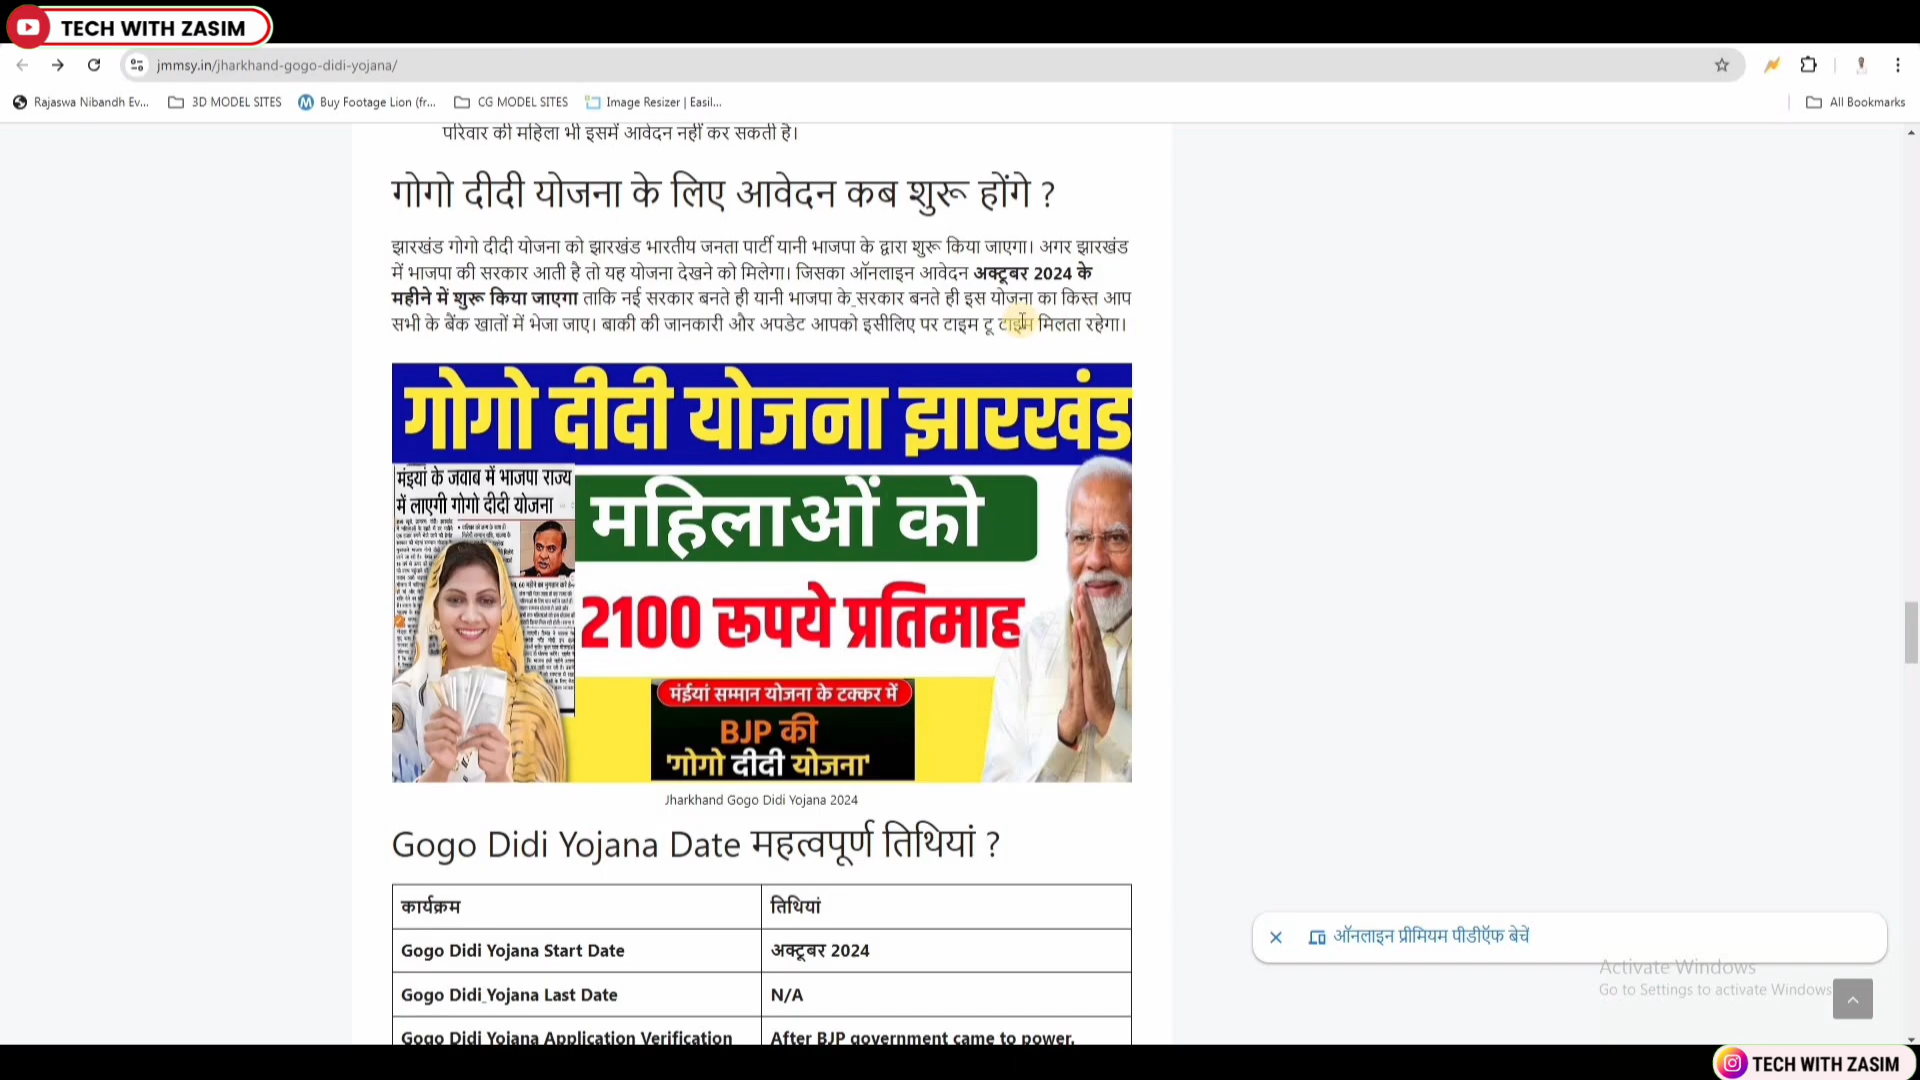 TECH WITH ZASIM
jmmsy.in/jharkhand-gogo-didi-yojana/
Rajaswa Nibandh Ev...
3D MODEL SITES
Buy Footage Lion (fr...
CG MODEL SITES
Image Resizer | Easil...
All Bookmarks
परिवार की महिला भी इसमें आवेदन नहीं कर सकती है।
गोगो दीदी योजना के लिए आवेदन कब शुरू होंगे ?
झारखंड गोगो दीदी योजना को झारखंड भारतीय जनता पार्टी यानी भाजपा के द्वारा शुरू किया जाएगा। अगर झारखंड
में भाजपा की सरकार आती है तो यह योजना देखने को मिलेगा। जिसका ऑनलाइन आवेदन अक्टूबर 2024 के
महीने में शुरू किया जाएगा ताकि नई सरकार बनते ही यानी भाजपा के सरकार बनते ही इस योजना का किस्त आप
सभी के बैंक खातों में भेजा जाए। बाकी की जानकारी और अपडेट आपको इसीलिए पर टाइम टू टाइम मिलता रहेगा।
गोगो दीदी योजना झारखंड
मंइयां के जवाब में भाजपा राज्य
में लाएगी गोगो दीदी योजना
महिलाओं को
2100 रूपये प्रतिमाह
मंईयां सम्मान योजना के टक्कर में
BJP की
'गोगो दीदी योजना'
Jharkhand Gogo Didi Yojana 2024
Gogo Didi Yojana Date महत्वपूर्ण तिथियां ?
कार्यक्रम
तिथियां
Gogo Didi Yojana Start Date
अक्टूबर 2024
Gogo Didi Yojana Last Date
N/A
Gogo Didi Yojana Application Verification
After BJP government came to power.
ऑनलाइन प्रीमियम पीडीऍफ बेचें
Activate Windows
Go to Settings to activate Windows
TECH WITH ZASIM